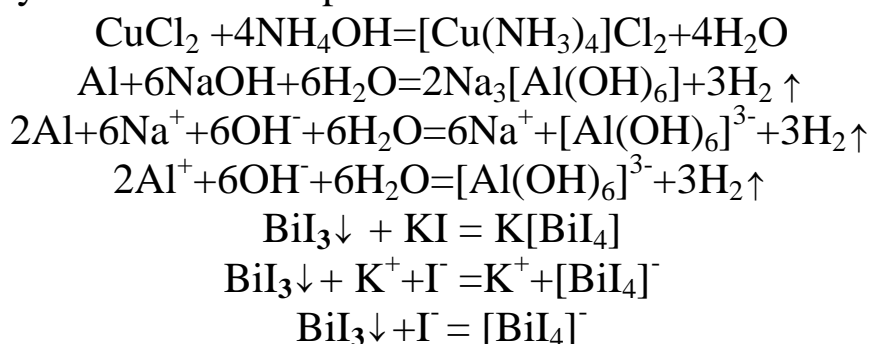 CuCl₂ +4NH₄OH=[Cu(NH₃)₄]Cl₂+4H₂O
Al+6NaOH+6H₂O=2Na₃[Al(OH)₆]+3H₂ ↑
2Al+6Na⁺+6OH⁻+6H₂O=6Na⁺+[Al(OH)₆]³⁻+3H₂↑
2Al⁺+6OH⁻+6H₂O=[Al(OH)₆]³⁻+3H₂↑
BiI₃↓ + KI = K[BiI₄]
BiI₃↓+ K⁺+I⁻ =K⁺+[BiI₄]⁻
BiI₃↓+I⁻= [BiI₄]⁻